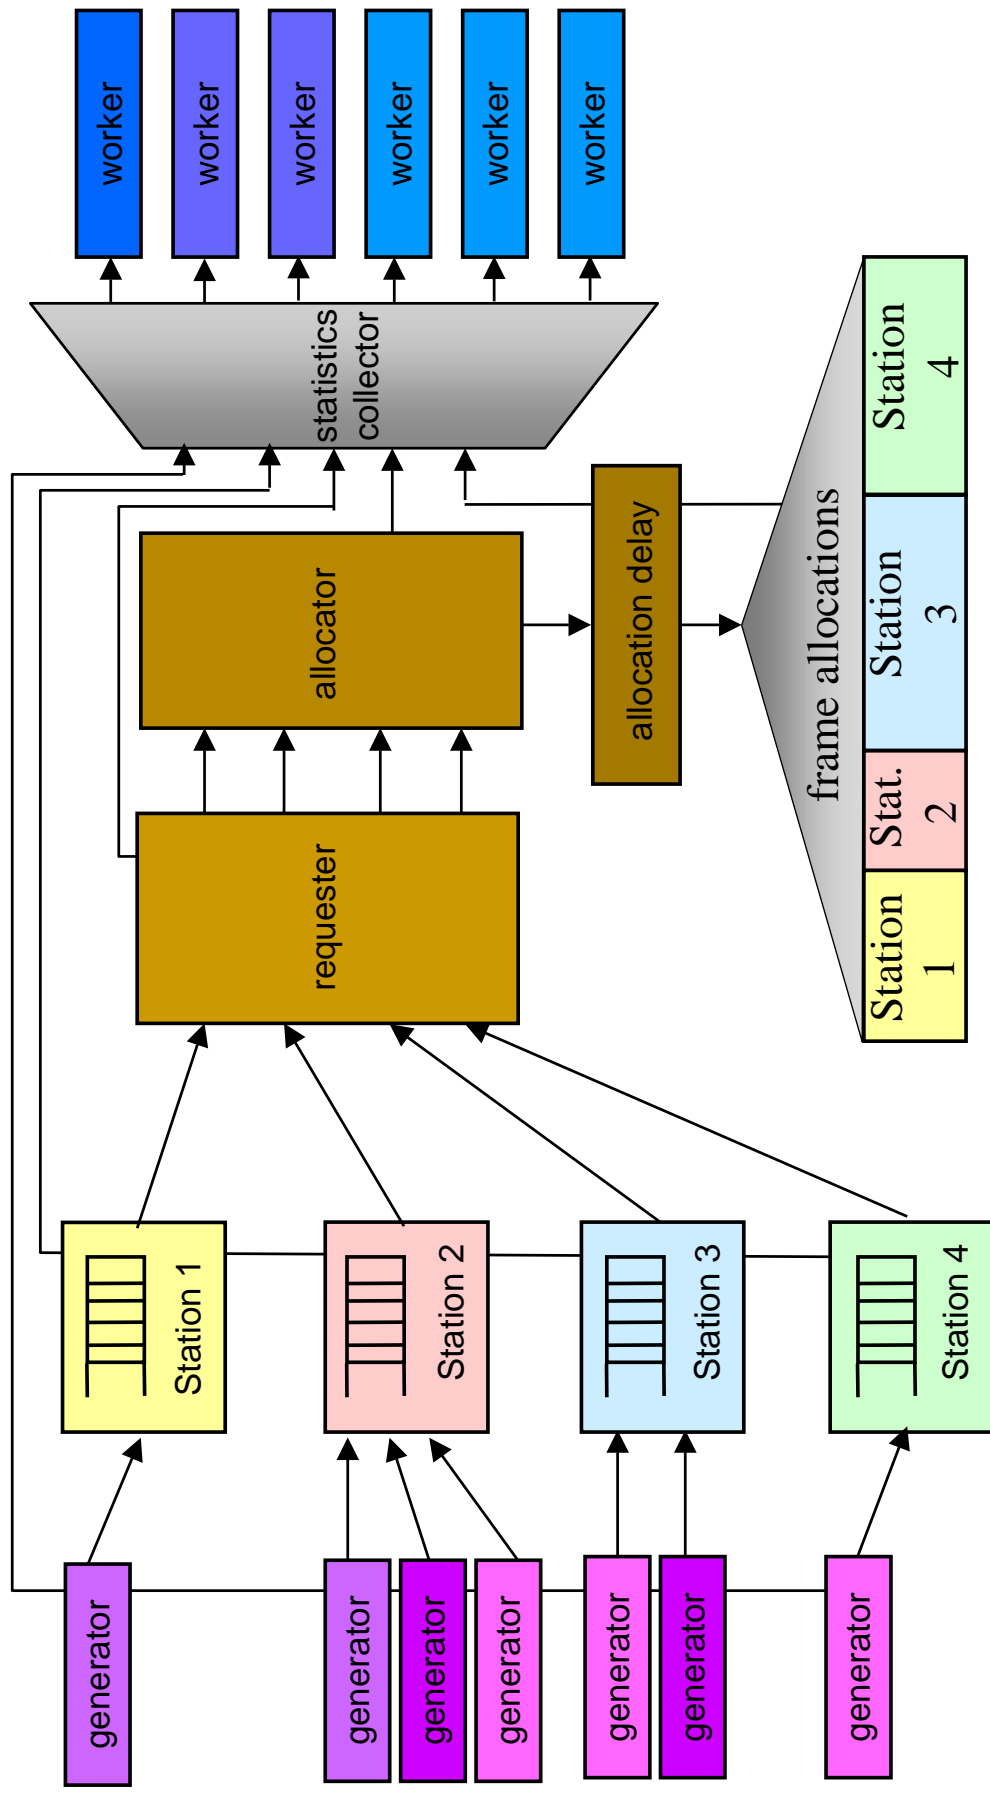 generator
generator
generator
generator
generator
generator
generator
Station 1
Station 2
Station 3
Station 4
requester
allocator
allocation delay
frame allocations
Station
1
Stat.
2
Station
3
Station
4
statistics
collector
worker
worker
worker
worker
worker
worker